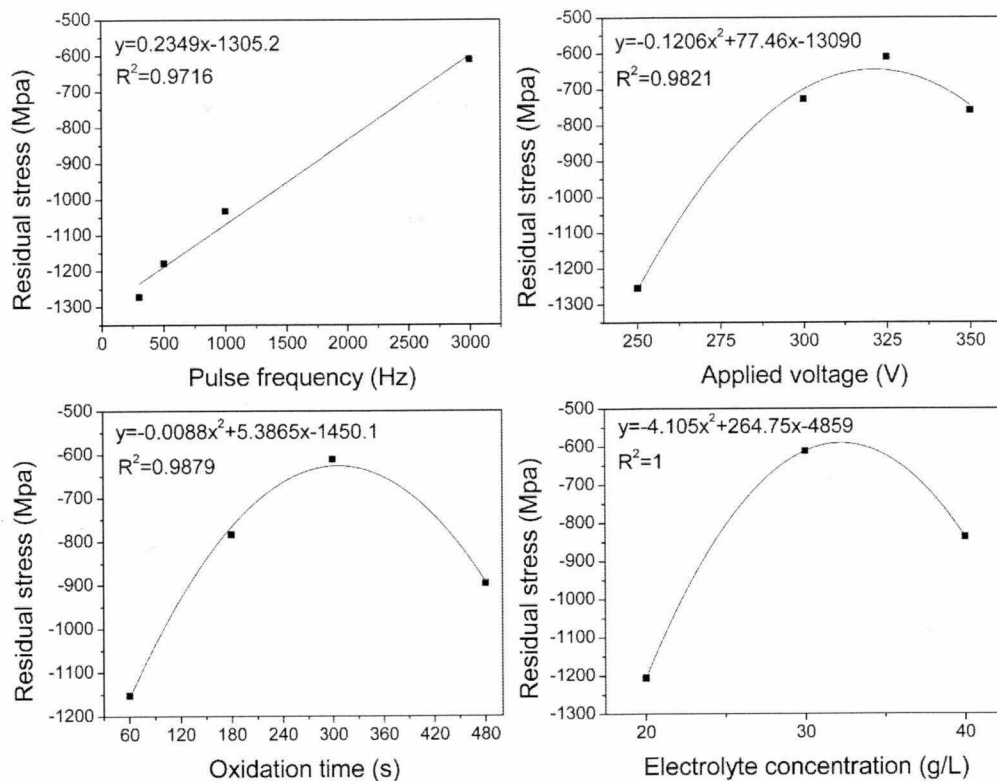 y=0.2349x-1305.2
R²=0.9716
-500
-600
-700
-800
-900
-1000
-1100
-1200
-1300
0 500 1000 1500 2000 2500 3000
Residual stress (Mpa)
Pulse frequency (Hz)
y=-0.1206x²+77.46x-13090
R²=0.9821
-500
-600
-700
-800
-900
-1000
-1100
-1200
-1300
250 275 300 325 350
Residual stress (Mpa)
Applied voltage (V)
y=-0.0088x²+5.3865x-1450.1
R²=0.9879
-500
-600
-700
-800
-900
-1000
-1100
-1200
60 120 180 240 300 360 420 480
Residual stress (Mpa)
Oxidation time (s)
y=-4.105x²+264.75x-4859
R²=1
-500
-600
-700
-800
-900
-1000
-1100
-1200
-1300
20 30 40
Residual stress (Mpa)
Electrolyte concentration (g/L)